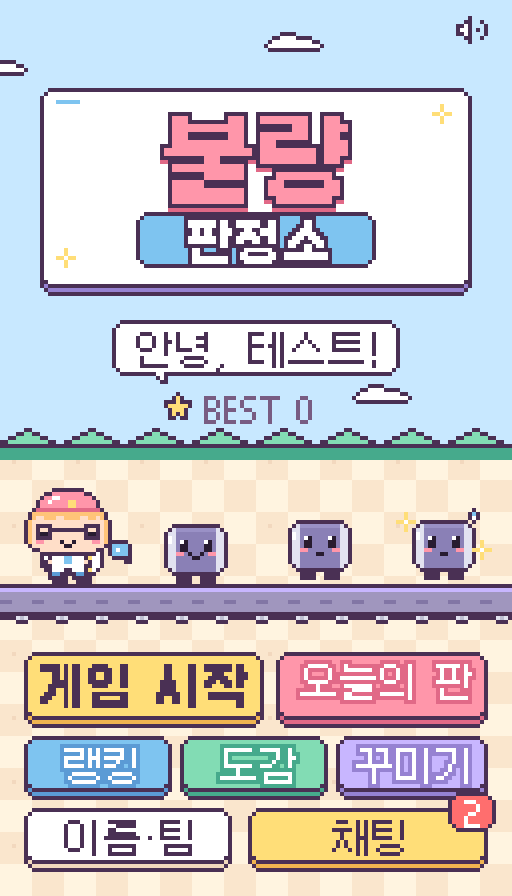 불량
판정소
안녕, 테스트!
BEST 0
게임 시작
오늘의 판
랭킹
도감
꾸미기
이름·팀
채팅
2